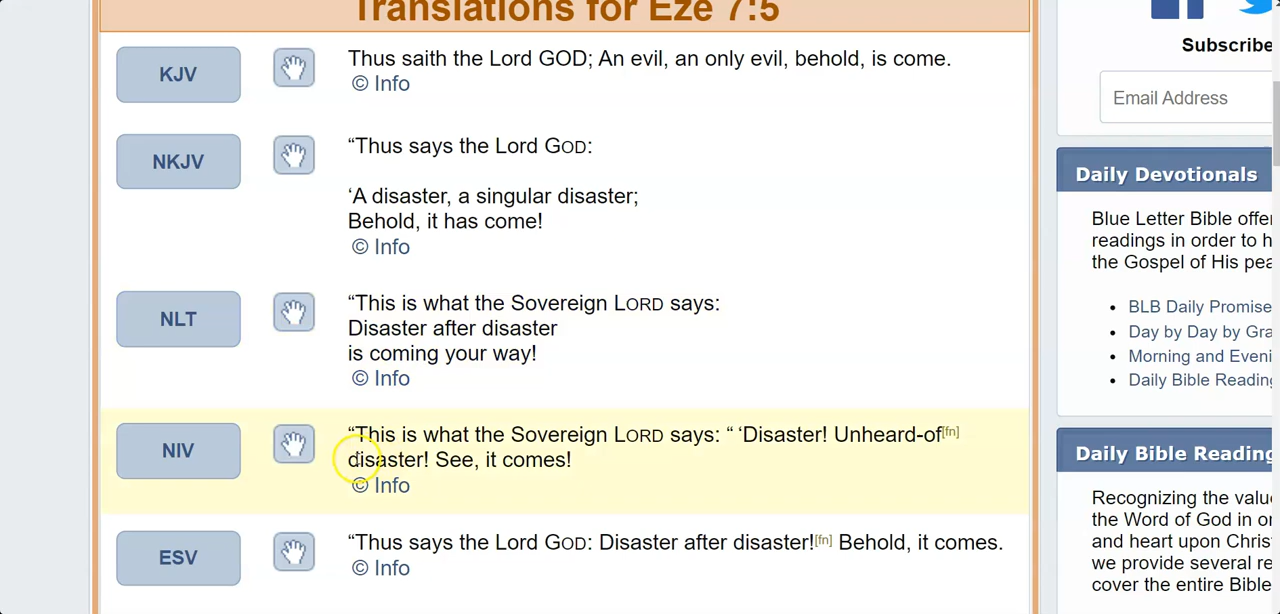 Translations for Eze 7:5
KJV
Thus saith the Lord GOD; An evil, an only evil, behold, is come.
© Info
NKJV
“Thus says the Lord GOD:
‘A disaster, a singular disaster;
Behold, it has come!
© Info
NLT
“This is what the Sovereign LORD says:
Disaster after disaster
is coming your way!
© Info
NIV
“This is what the Sovereign LORD says: “ ‘Disaster! Unheard-of[fn]
disaster! See, it comes!
© Info
ESV
“Thus says the Lord GOD: Disaster after disaster![fn] Behold, it comes.
© Info
Subscribe
Email Address
Daily Devotionals
Blue Letter Bible offe
readings in order to h
the Gospel of His pea
• BLB Daily Promise
• Day by Day by Gra
• Morning and Eveni
• Daily Bible Reading
Daily Bible Reading
Recognizing the value
the Word of God in or
and heart upon Christ
we provide several re
cover the entire Bible